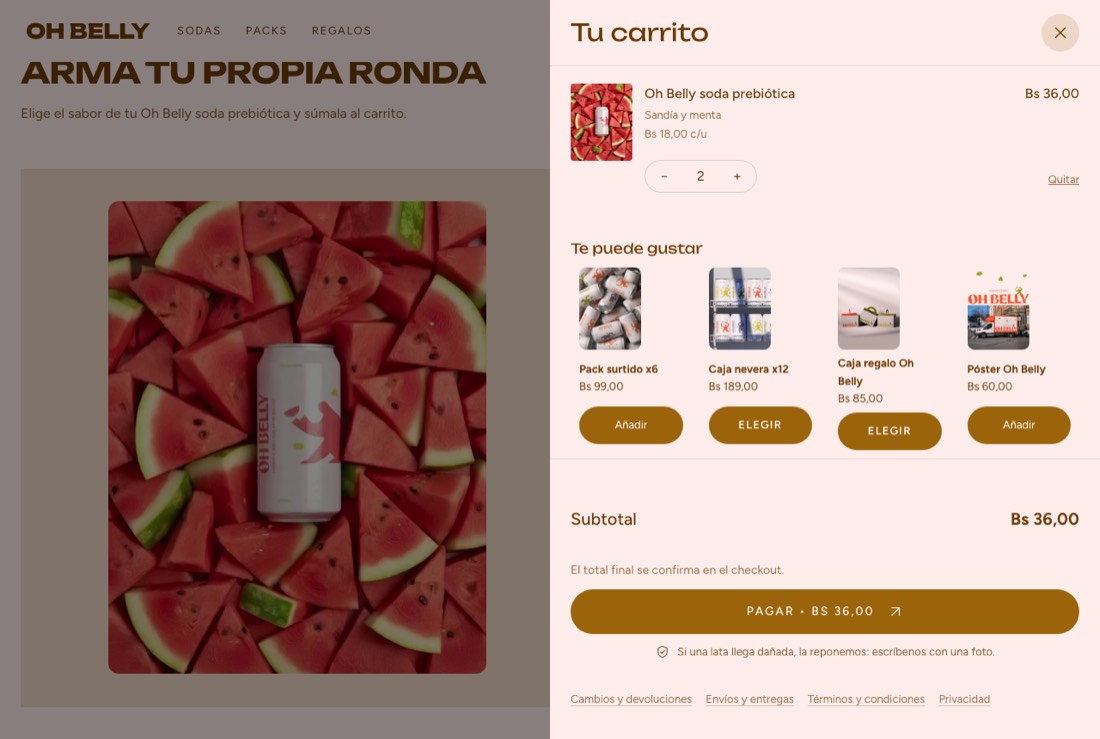 OH BELLY
SODAS
PACKS
REGALOS
ARMA TU PROPIA RONDA
Elige el sabor de tu Oh Belly soda prebiótica y súmala al carrito.
OH BELLY
Tu carrito
Oh Belly soda prebiótica
Bs 36,00
Sandía y menta
Bs 18,00 c/u
- 2 +
Quitar
Te puede gustar
OH BELLY
Pack surtido x6
Bs 99,00
Añadir
Caja nevera x12
Bs 189,00
ELEGIR
Caja regalo Oh
Belly
Bs 85,00
ELEGIR
Póster Oh Belly
Bs 60,00
Añadir
Subtotal
Bs 36,00
El total final se confirma en el checkout.
PAGAR • BS 36,00
Si una lata llega dañada, la reponemos: escríbenos con una foto.
Cambios y devoluciones
Envíos y entregas
Términos y condiciones
Privacidad